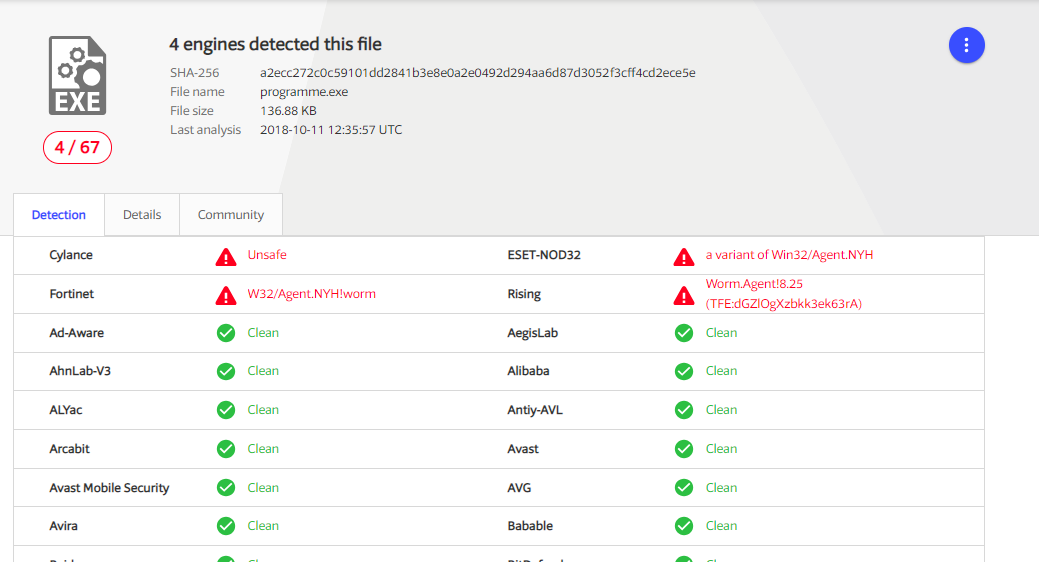 4 engines detected this file
SHA-256 a2ecc272c0c59101dd2841b3e8e0a2e0492d294aa6d87d3052f3cff4cd2ece5e
File name programme.exe
File size 136.88 KB
Last analysis 2018-10-11 12:35:57 UTC
EXE
4 / 67
Detection Details Community
Cylance Unsafe ESET-NOD32 a variant of Win32/Agent.NYH
Fortinet W32/Agent.NYH!worm Rising Worm.Agent!8.25
(TFE:dGZlOgXzbkk3ek63rA)
Ad-Aware Clean AegisLab Clean
AhnLab-V3 Clean Alibaba Clean
ALYac Clean Antiy-AVL Clean
Arcabit Clean Avast Clean
Avast Mobile Security Clean AVG Clean
Avira Clean Babable Clean